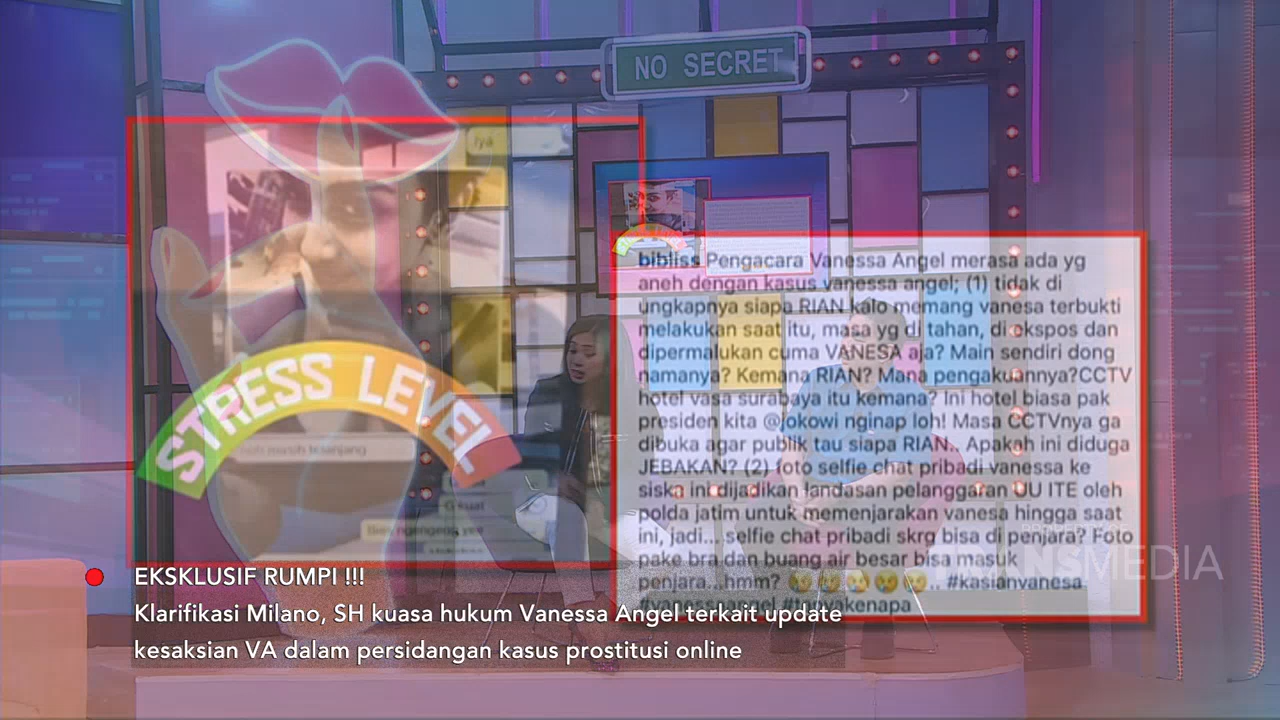 NO SECRET
Iya
STRESS LEVEL
bibliss Pengacara Vanessa Angel merasa ada yg
aneh dengan kasus vanessa angel; (1) tidak di
ungkapnya siapa RIAN kalo memang vanesa terbukti
melakukan saat itu, masa yg di tahan, di ekspos dan
dipermalukan cuma VANESA aja? Main sendiri dong
namanya? Kemana RIAN? Mana pengakuannya?CCTV
hotel vasa surabaya itu kemana? Ini hotel biasa pak
presiden kita @jokowi nginap loh! Masa CCTVnya ga
dibuka agar publik tau siapa RIAN.. Apakah ini diduga
JEBAKAN? (2) foto selfie chat pribadi vanessa ke
siska ini dijadikan landasan pelanggaran UU ITE oleh
polda jatim untuk memenjarakan vanesa hingga saat
ini, jadi... selfie chat pribadi skrg bisa di penjara? Foto
pake bra dan buang air besar bisa masuk
penjara...hmm? 🤔🤔🤔🤔🤔.. #kasianvanesa
PROPERTY OF
NSMEDIA
EKSKLUSIF RUMPI !!!
Klarifikasi Milano, SH kuasa hukum Vanessa Angel terkait update
kesaksian VA dalam persidangan kasus prostitusi online